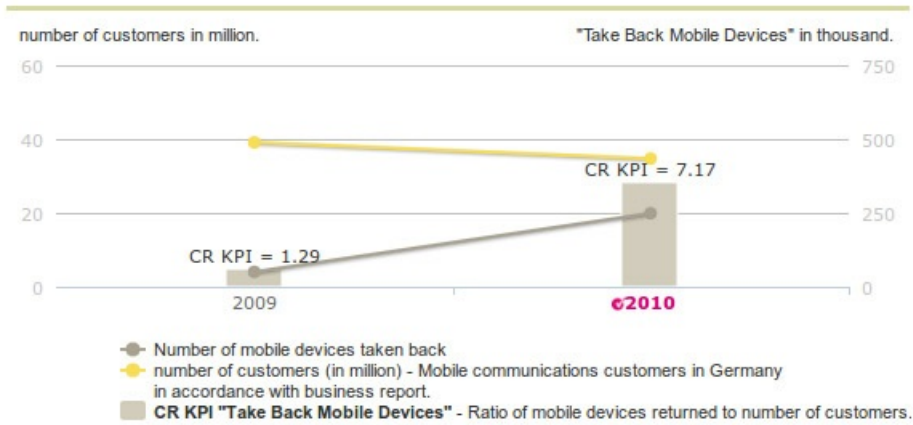 number of customers in million. "Take Back Mobile Devices" in thousand.
60 750
40 500
CR KPI = 7.17
20 250
CR KPI = 1.29
0 0
2009 2010
Number of mobile devices taken back
number of customers (in million) - Mobile communications customers in Germany
in accordance with business report.
CR KPI "Take Back Mobile Devices" - Ratio of mobile devices returned to number of customers.